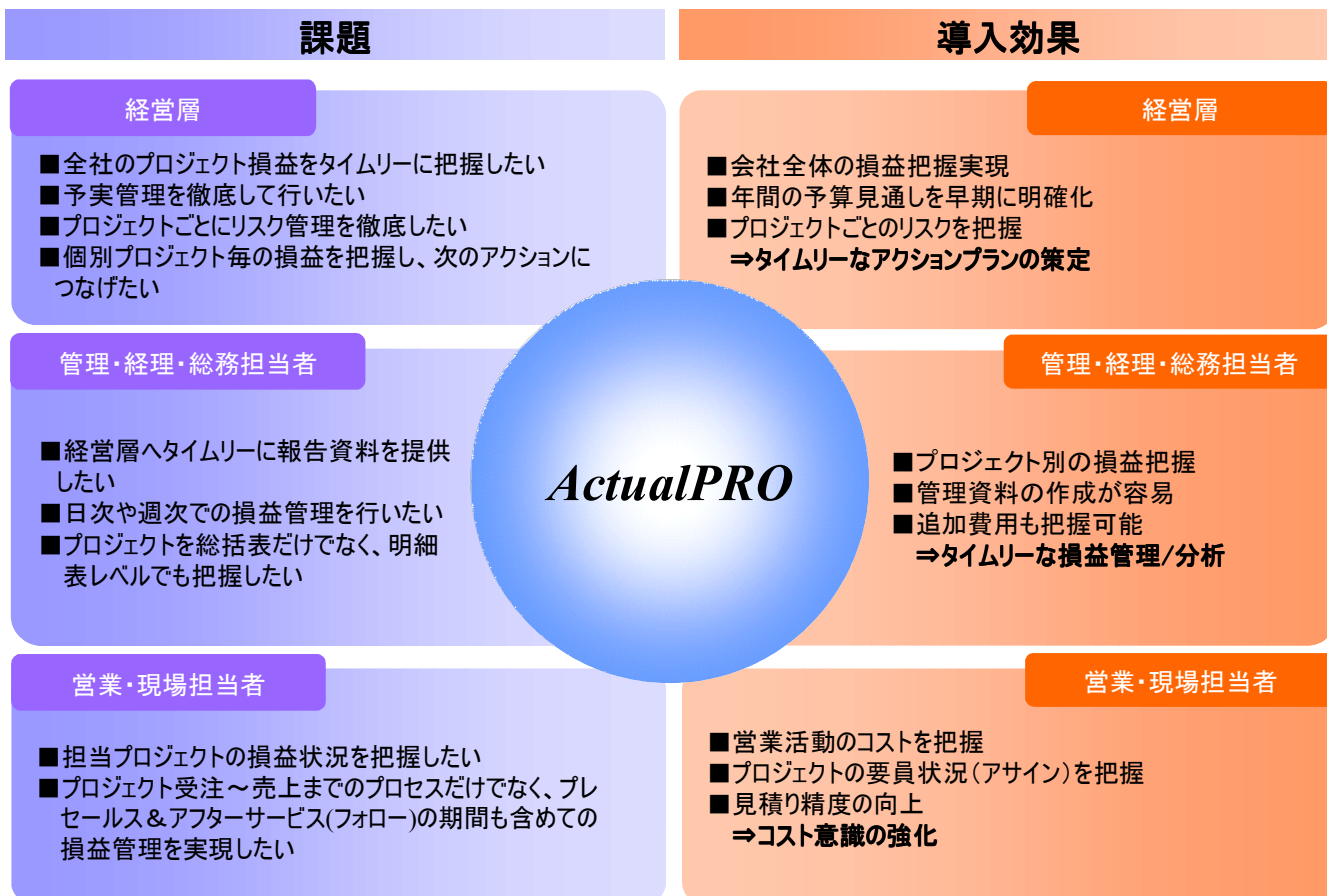 課題
経営層
■全社のプロジェクト損益をタイムリーに把握したい
■予実管理を徹底して行いたい
■プロジェクトごとにリスク管理を徹底したい
■個別プロジェクト毎の損益を把握し、次のアクションに
つなげたい
管理・経理・総務担当者
■経営層へタイムリーに報告資料を提供
したい
■日次や週次での損益管理を行いたい
■プロジェクトを総括表だけでなく、明細
表レベルでも把握したい
営業・現場担当者
■担当プロジェクトの損益状況を把握したい
■プロジェクト受注～売上までのプロセスだけでなく、プレ
セールス＆アフターサービス(フォロー)の期間も含めての
損益管理を実現したい
ActualPRO
導入効果
経営層
■会社全体の損益把握実現
■年間の予算見通しを早期に明確化
■プロジェクトごとのリスクを把握
⇒タイムリーなアクションプランの策定
管理・経理・総務担当者
■プロジェクト別の損益把握
■管理資料の作成が容易
■追加費用も把握可能
⇒タイムリーな損益管理/分析
営業・現場担当者
■営業活動のコストを把握
■プロジェクトの要員状況（アサイン）を把握
■見積り精度の向上
⇒コスト意識の強化